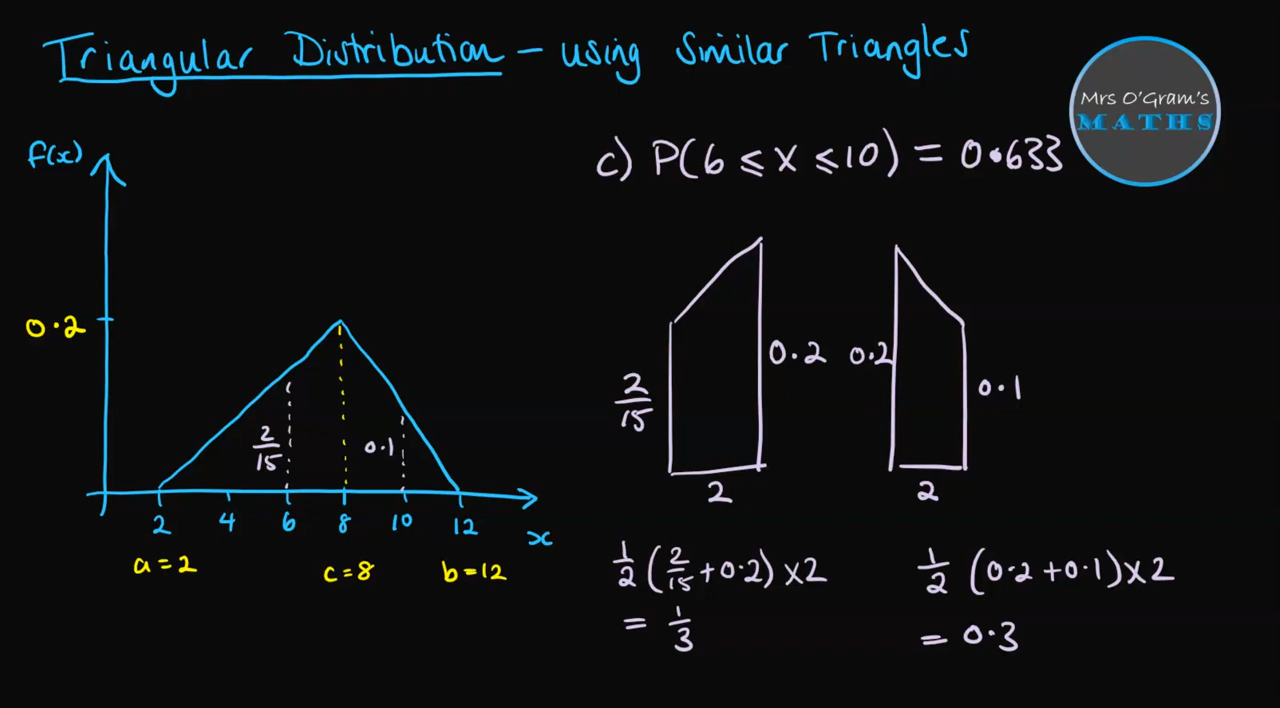 Triangular Distribution – using Similar Triangles
Mrs O'Gram's
MATHS
f(x)
c) P(6 ⩽ X ⩽ 10) = 0.633
0.2
2/15
0.1
2 4 6 8 10 12
x
a = 2
c = 8
b = 12
2/15
0.2
2
0.2
0.1
2
1/2 (2/15 + 0.2) × 2
= 1/3
1/2 (0.2 + 0.1) × 2
= 0.3